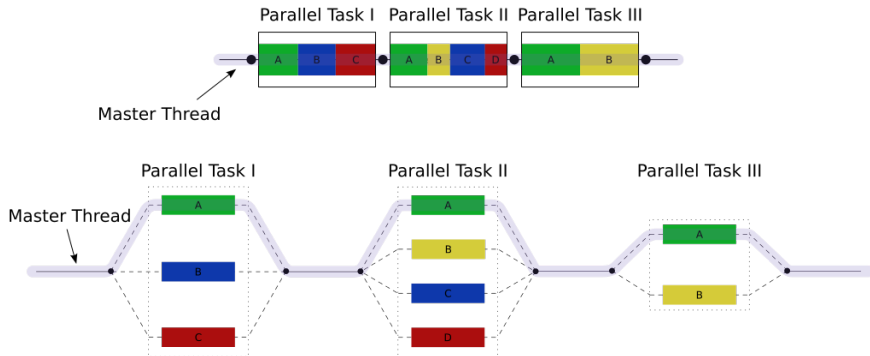 Parallel Task I Parallel Task II Parallel Task III
A B C A B C D A B
Master Thread
Parallel Task I Parallel Task II Parallel Task III
A A
Master Thread
A
B
B
C
B
C D